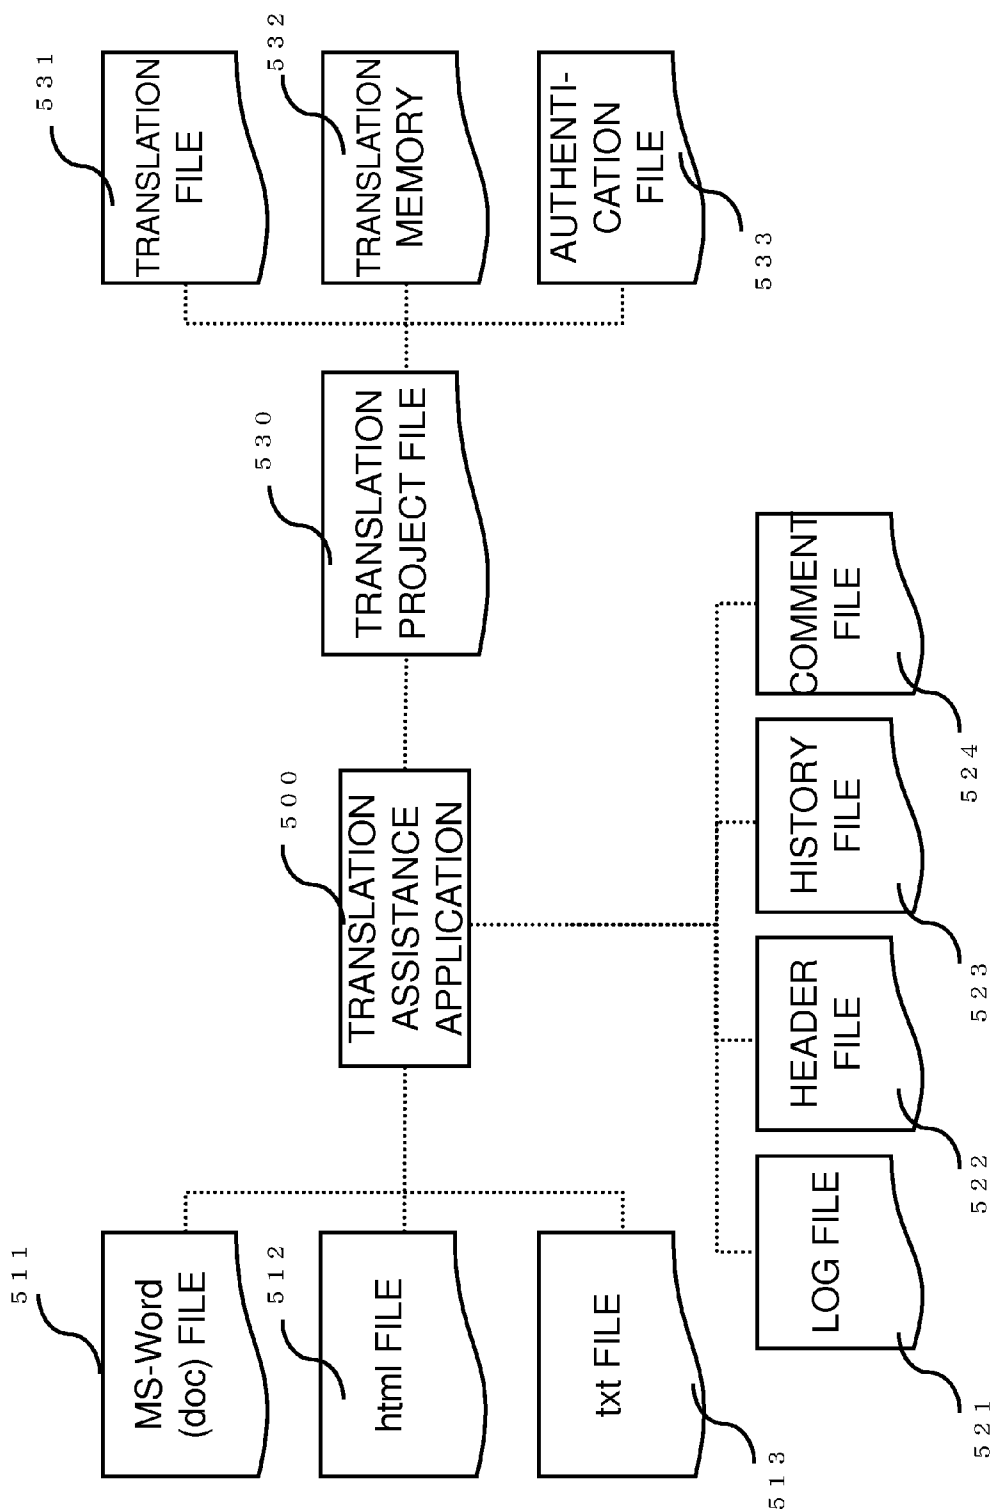 511
MS-Word
(doc) FILE
512
html FILE
txt FILE
513
500
TRANSLATION
ASSISTANCE
APPLICATION
530
TRANSLATION
PROJECT FILE
531
TRANSLATION
FILE
532
TRANSLATION
MEMORY
AUTHENTI-
CATION
FILE
533
LOG FILE
521
HEADER
FILE
522
HISTORY
FILE
523
COMMENT
FILE
524